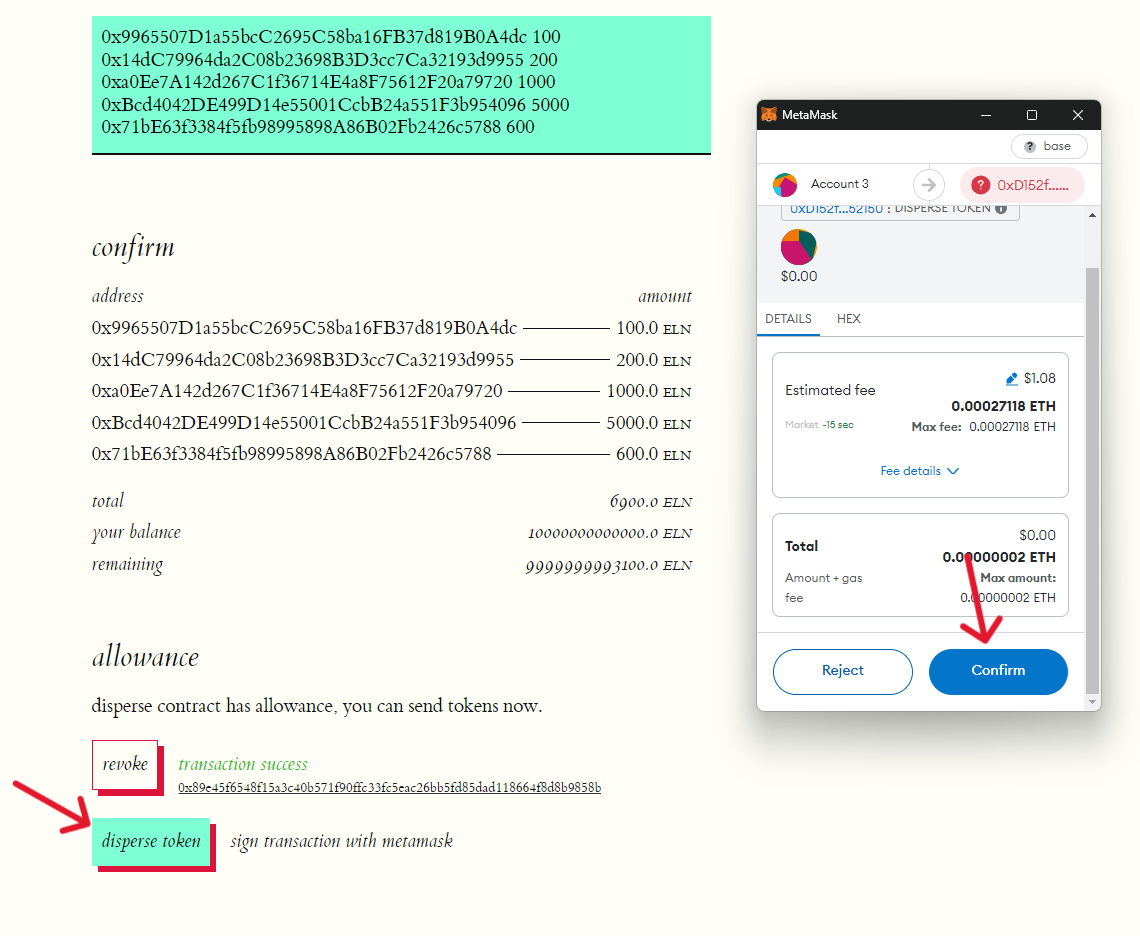 0x9965507D1a55bcC2695C58ba16FB37d819B0A4dc 100
0x14dC79964da2C08b23698B3D3cc7Ca32193d9955 200
0xa0Ee7A142d267C1f36714E4a8F75612F20a79720 1000
0xBcd4042DE499D14e55001CcbB24a551F3b954096 5000
0x71bE63f3384f5fb98995898A86B02Fb2426c5788 600
confirm
address amount
0x9965507D1a55bcC2695C58ba16FB37d819B0A4dc 100.0 ELN
0x14dC79964da2C08b23698B3D3cc7Ca32193d9955 200.0 ELN
0xa0Ee7A142d267C1f36714E4a8F75612F20a79720 1000.0 ELN
0xBcd4042DE499D14e55001CcbB24a551F3b954096 5000.0 ELN
0x71bE63f3384f5fb98995898A86B02Fb2426c5788 600.0 ELN
total 6900.0 ELN
your balance 10000000000000.0 ELN
remaining 9999999993100.0 ELN
allowance
disperse contract has allowance, you can send tokens now.
revoke transaction success
0x89e45f6548f15a3c40b571f90ffc33fc5eac26bb5fd85dad118664f8d8b9858b
disperse token sign transaction with metamask
MetaMask
? base
Account 3 ? 0xD152f......
0xD152f...52150 : DISPERSE TOKEN
$0.00
DETAILS HEX
$1.08
Estimated fee
0.00027118 ETH
Market ~15 sec Max fee: 0.00027118 ETH
Fee details
$0.00
Total
0.00000002 ETH
Amount + gas fee Max amount:
0.00000002 ETH
Reject Confirm